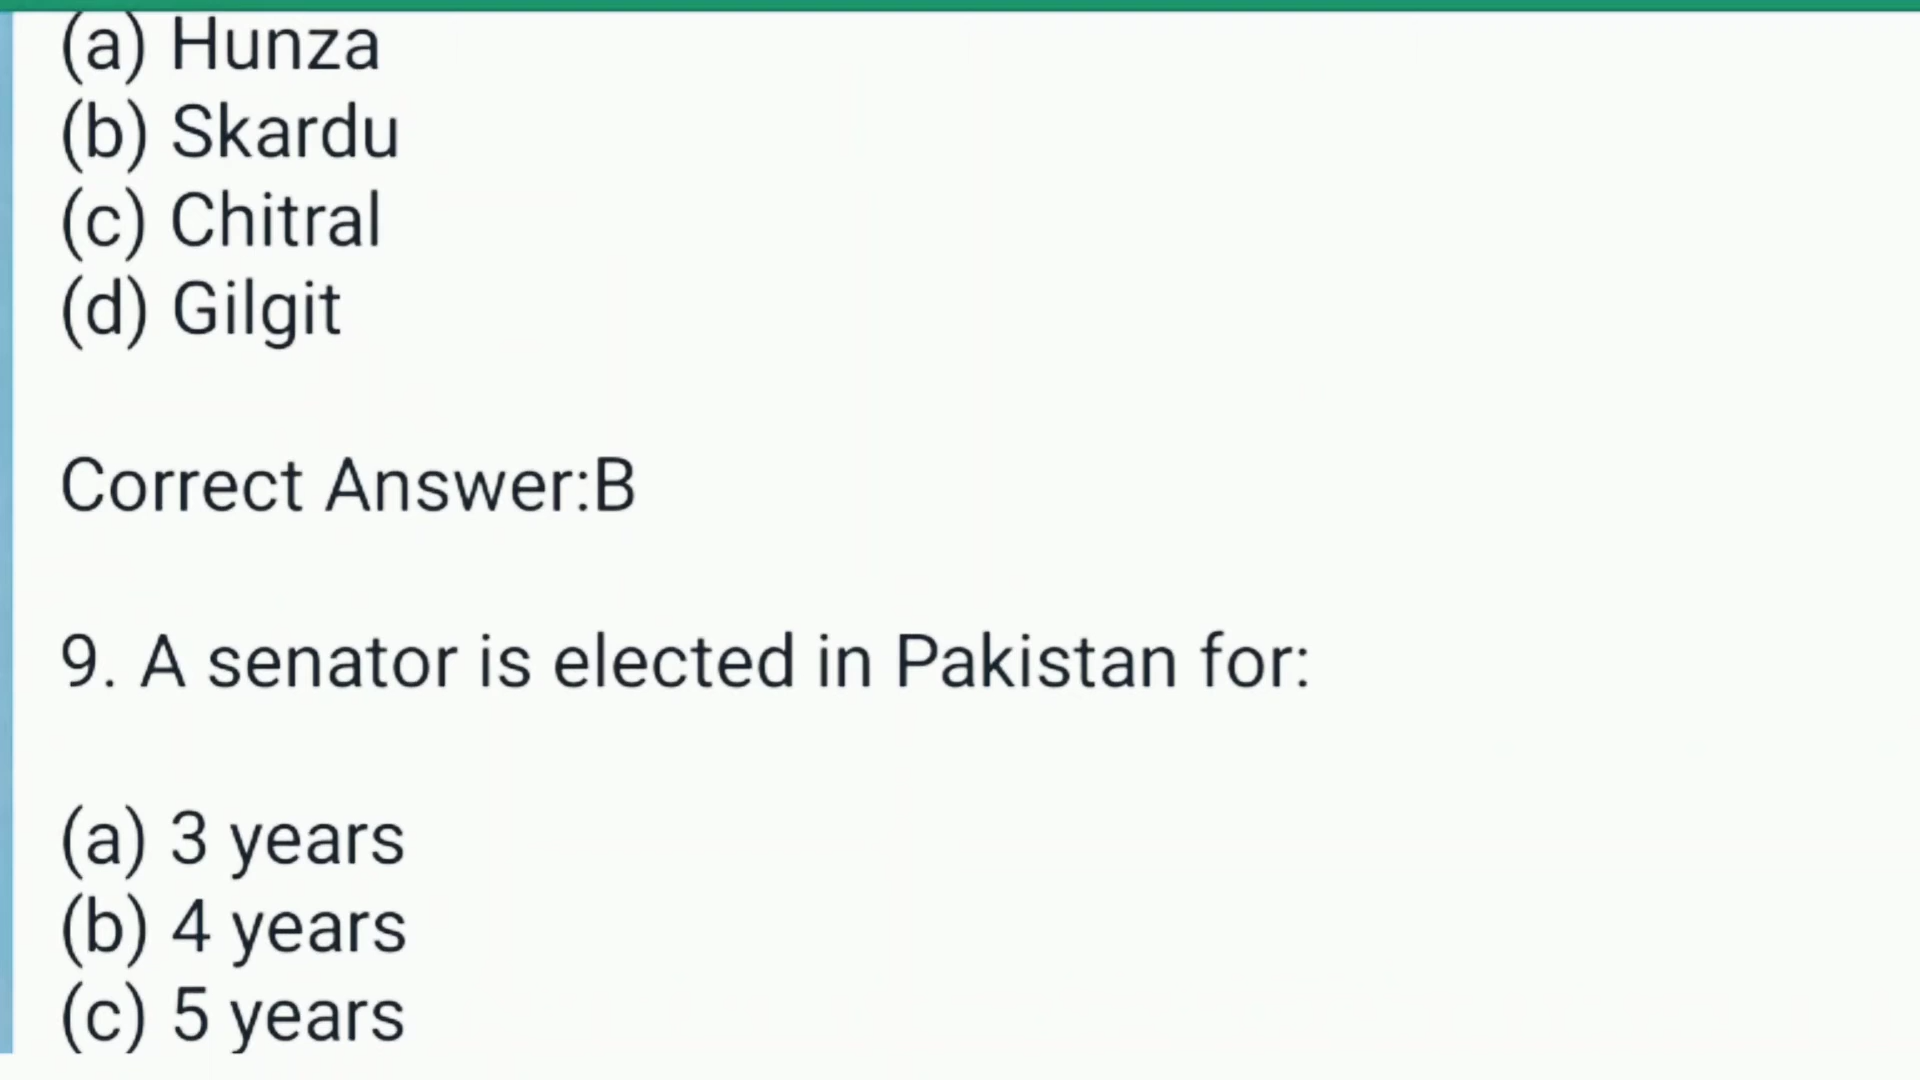 (a) Hunza
(b) Skardu
(c) Chitral
(d) Gilgit
Correct Answer:B
9. A senator is elected in Pakistan for:
(a) 3 years
(b) 4 years
(c) 5 years